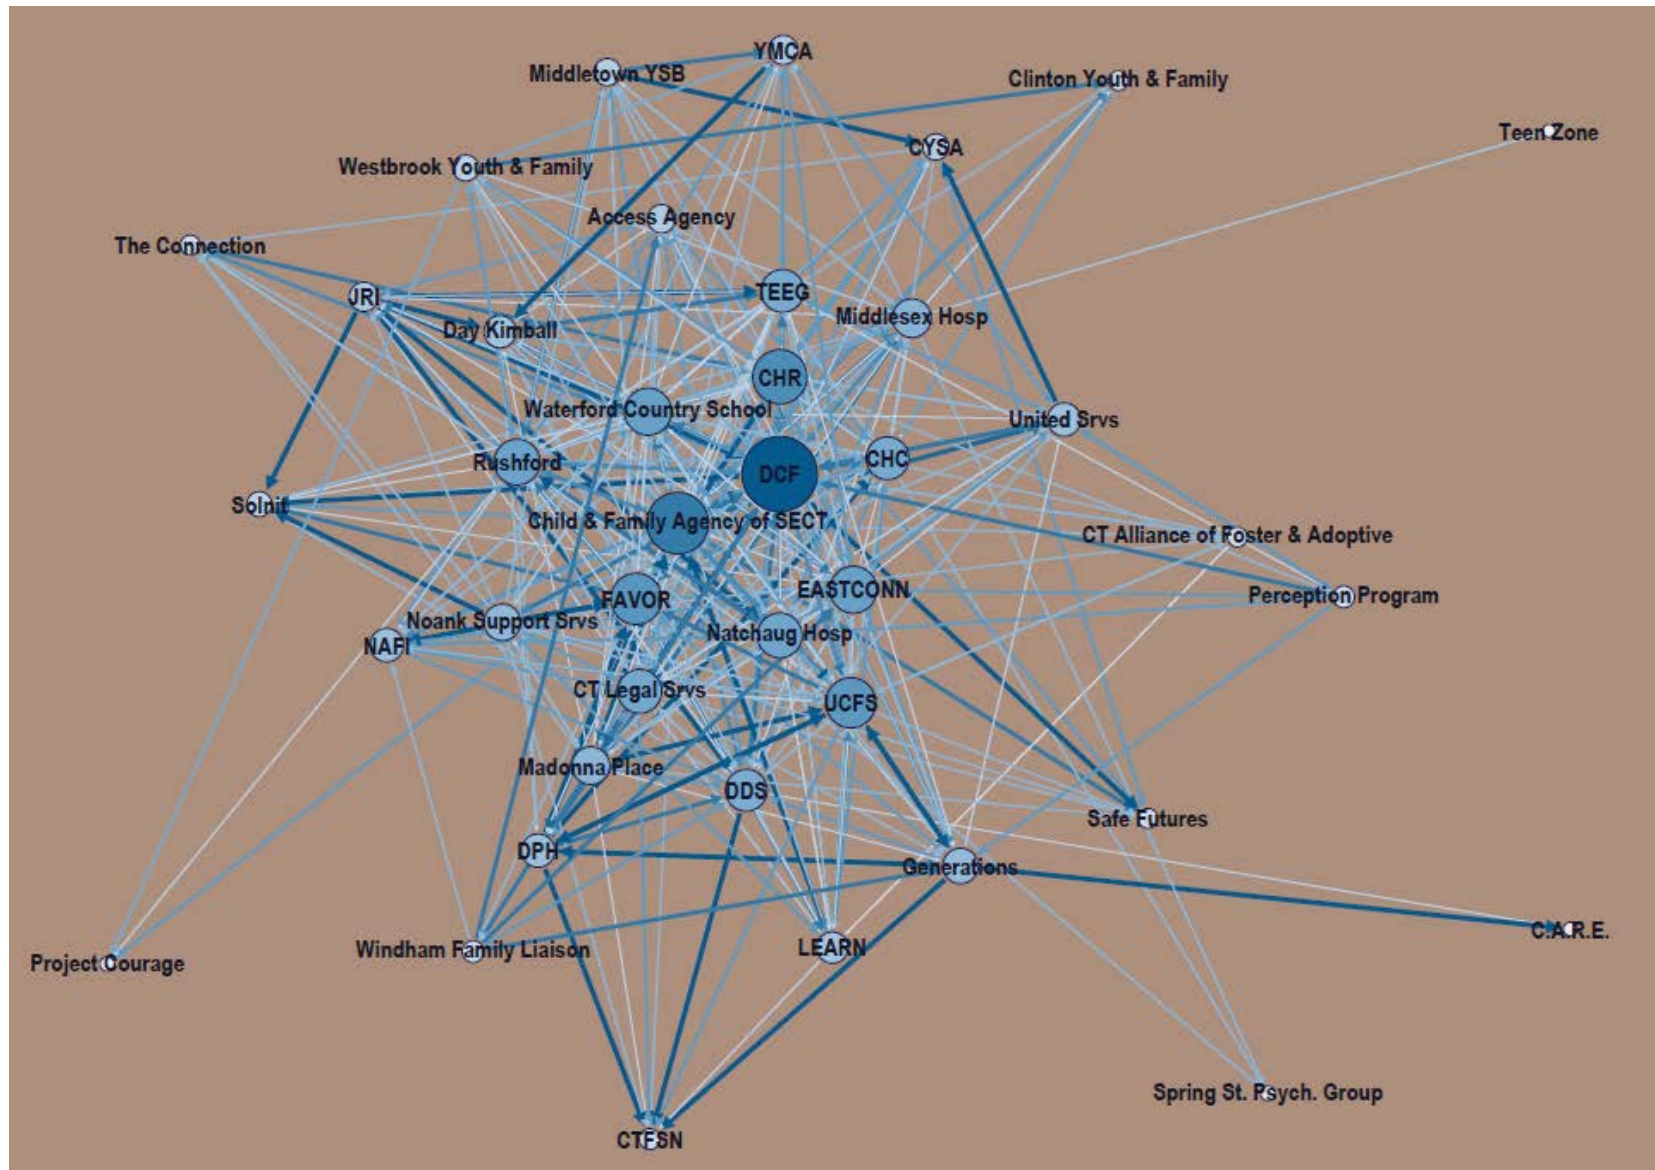 YMCA
Middletown YSB
Clinton Youth & Family
Teen Zone
CYSA
Westbrook Youth & Family
Access Agency
The Connection
JRI
TEEG
Middlesex Hosp
Day Kimball
CHR
Waterford Country School
United Srvs
Rushford
CHC
DCF
Solnit
Child & Family Agency of SECT
CT Alliance of Foster & Adoptive
EASTCONN
Perception Program
FAVOR
Noank Support Srvs
Natchaug Hosp
NAFI
CT Legal Srvs
UCFS
Madonna Place
DDS
Safe Futures
DPH
Generations
C.A.R.E.
Windham Family Liaison
LEARN
Project Courage
Spring St. Psych. Group
CTFSN